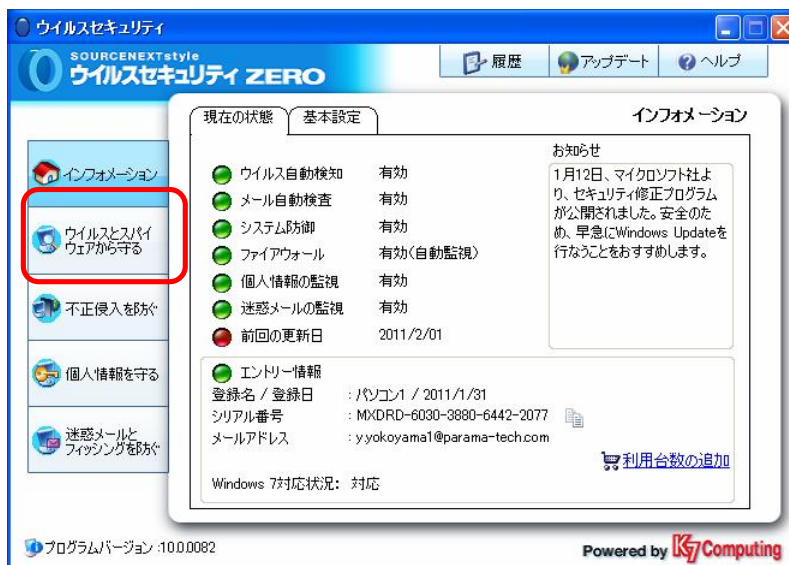 ウイルスセキュリティ
SOURCENEXTstyle
ウイルスセキュリティ ZERO
履歴
アップデート
ヘルプ
現在の状態
基本設定
インフォメーション
インフォメーション
ウイルスとスパイ
ウェアから守る
不正侵入を防ぐ
個人情報を守る
迷惑メールと
フィッシングを防ぐ
ウイルス自動検知 有効
メール自動検査 有効
システム防御 有効
ファイアウォール 有効(自動監視)
個人情報の監視 有効
迷惑メールの監視 有効
前回の更新日 2011/2/01
お知らせ
1月12日、マイクロソフト社よ
り、セキュリティ修正プログラム
が公開されました。安全のた
め、早急にWindows Updateを
行なうことをおすすめします。
エントリー情報
登録名 / 登録日 : パソコン1 / 2011/1/31
シリアル番号 : MXDRD-6030-3880-6442-2077
メールアドレス : y.yokoyama1@parama-tech.com
利用台数の追加
Windows 7対応状況: 対応
プログラムバージョン :10.0.0082
Powered by K7 Computing